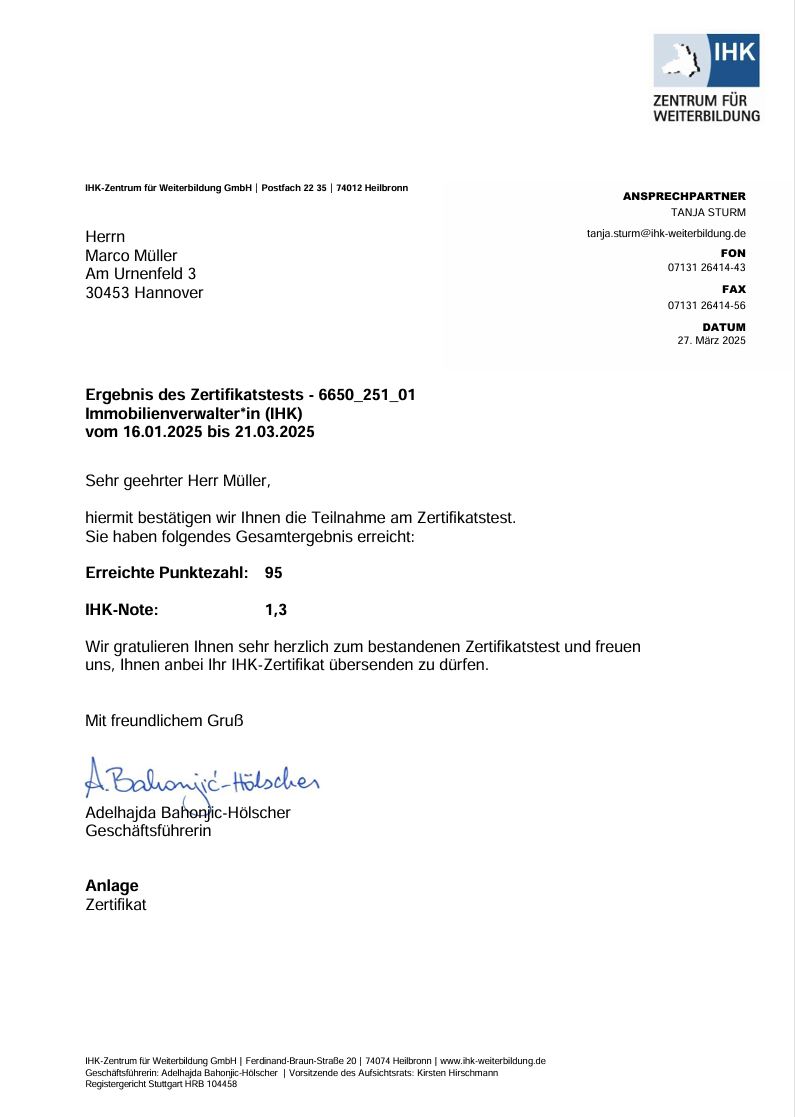 IHK
ZENTRUM FÜR
WEITERBILDUNG
IHK-Zentrum für Weiterbildung GmbH | Postfach 22 35 | 74012 Heilbronn
Herrn
Marco Müller
Am Urnenfeld 3
30453 Hannover
ANSPRECHPARTNER
TANJA STURM
tanja.sturm@ihk-weiterbildung.de
FON
07131 26414-43
FAX
07131 26414-56
DATUM
27. März 2025
Ergebnis des Zertifikatstests - 6650_251_01
Immobilienverwalter*in (IHK)
vom 16.01.2025 bis 21.03.2025
Sehr geehrter Herr Müller,
hiermit bestätigen wir Ihnen die Teilnahme am Zertifikatstest.
Sie haben folgendes Gesamtergebnis erreicht:
Erreichte Punktezahl: 95
IHK-Note: 1,3
Wir gratulieren Ihnen sehr herzlich zum bestandenen Zertifikatstest und freuen
uns, Ihnen anbei Ihr IHK-Zertifikat übersenden zu dürfen.
Mit freundlichem Gruß
A. Bahonjić-Hölscher
Adelhajda Bahonjic-Hölscher
Geschäftsführerin
Anlage
Zertifikat
IHK-Zentrum für Weiterbildung GmbH | Ferdinand-Braun-Straße 20 | 74074 Heilbronn | www.ihk-weiterbildung.de
Geschäftsführerin: Adelhajda Bahonjic-Hölscher | Vorsitzende des Aufsichtsrats: Kirsten Hirschmann
Registergericht Stuttgart HRB 104458